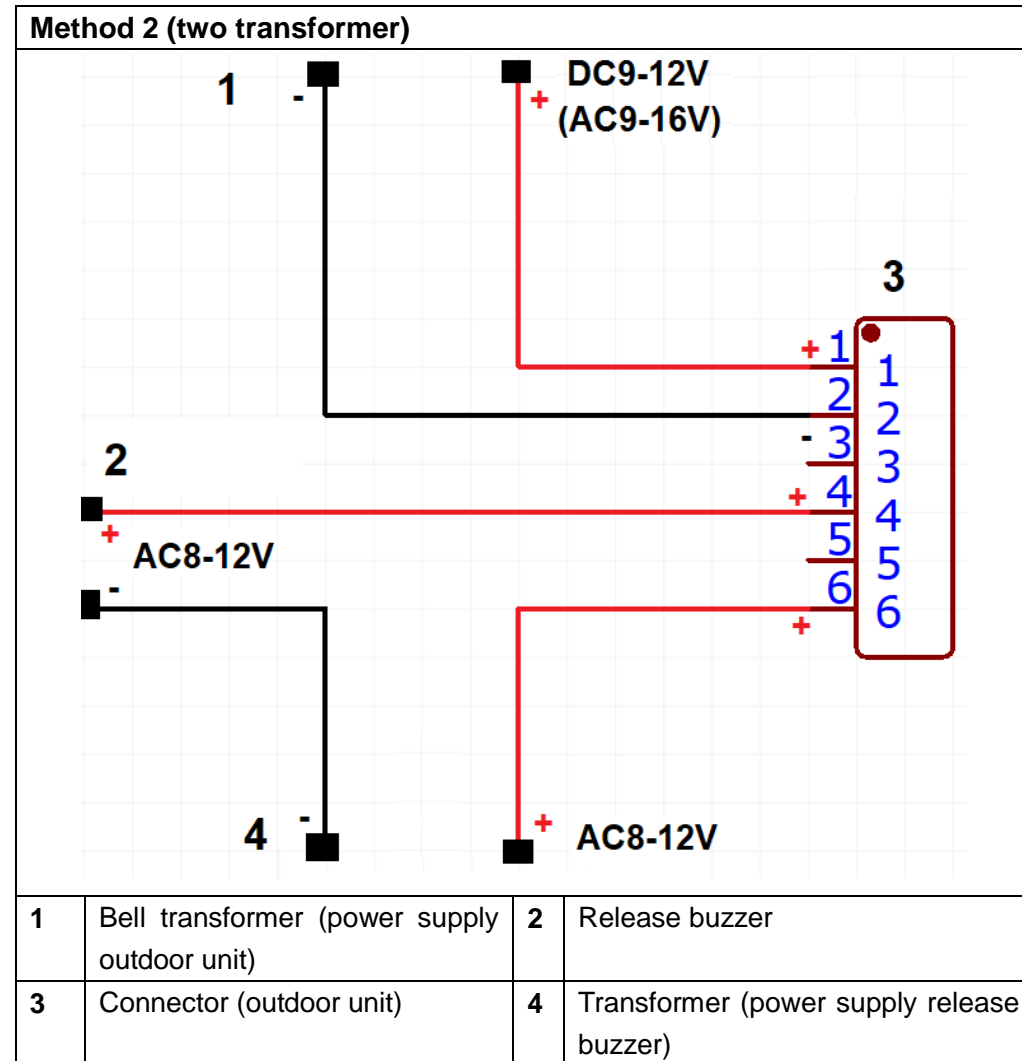 Method 2 (two transformer)
1 - + DC9-12V
(AC9-16V)
3
+ 1 1
2 2
- 3 3
2
+ 4 4
+ AC8-12V
5 5
-
6 6
+
4 - + AC8-12V
1 Bell transformer (power supply outdoor unit)
2 Release buzzer
3 Connector (outdoor unit)
4 Transformer (power supply release buzzer)